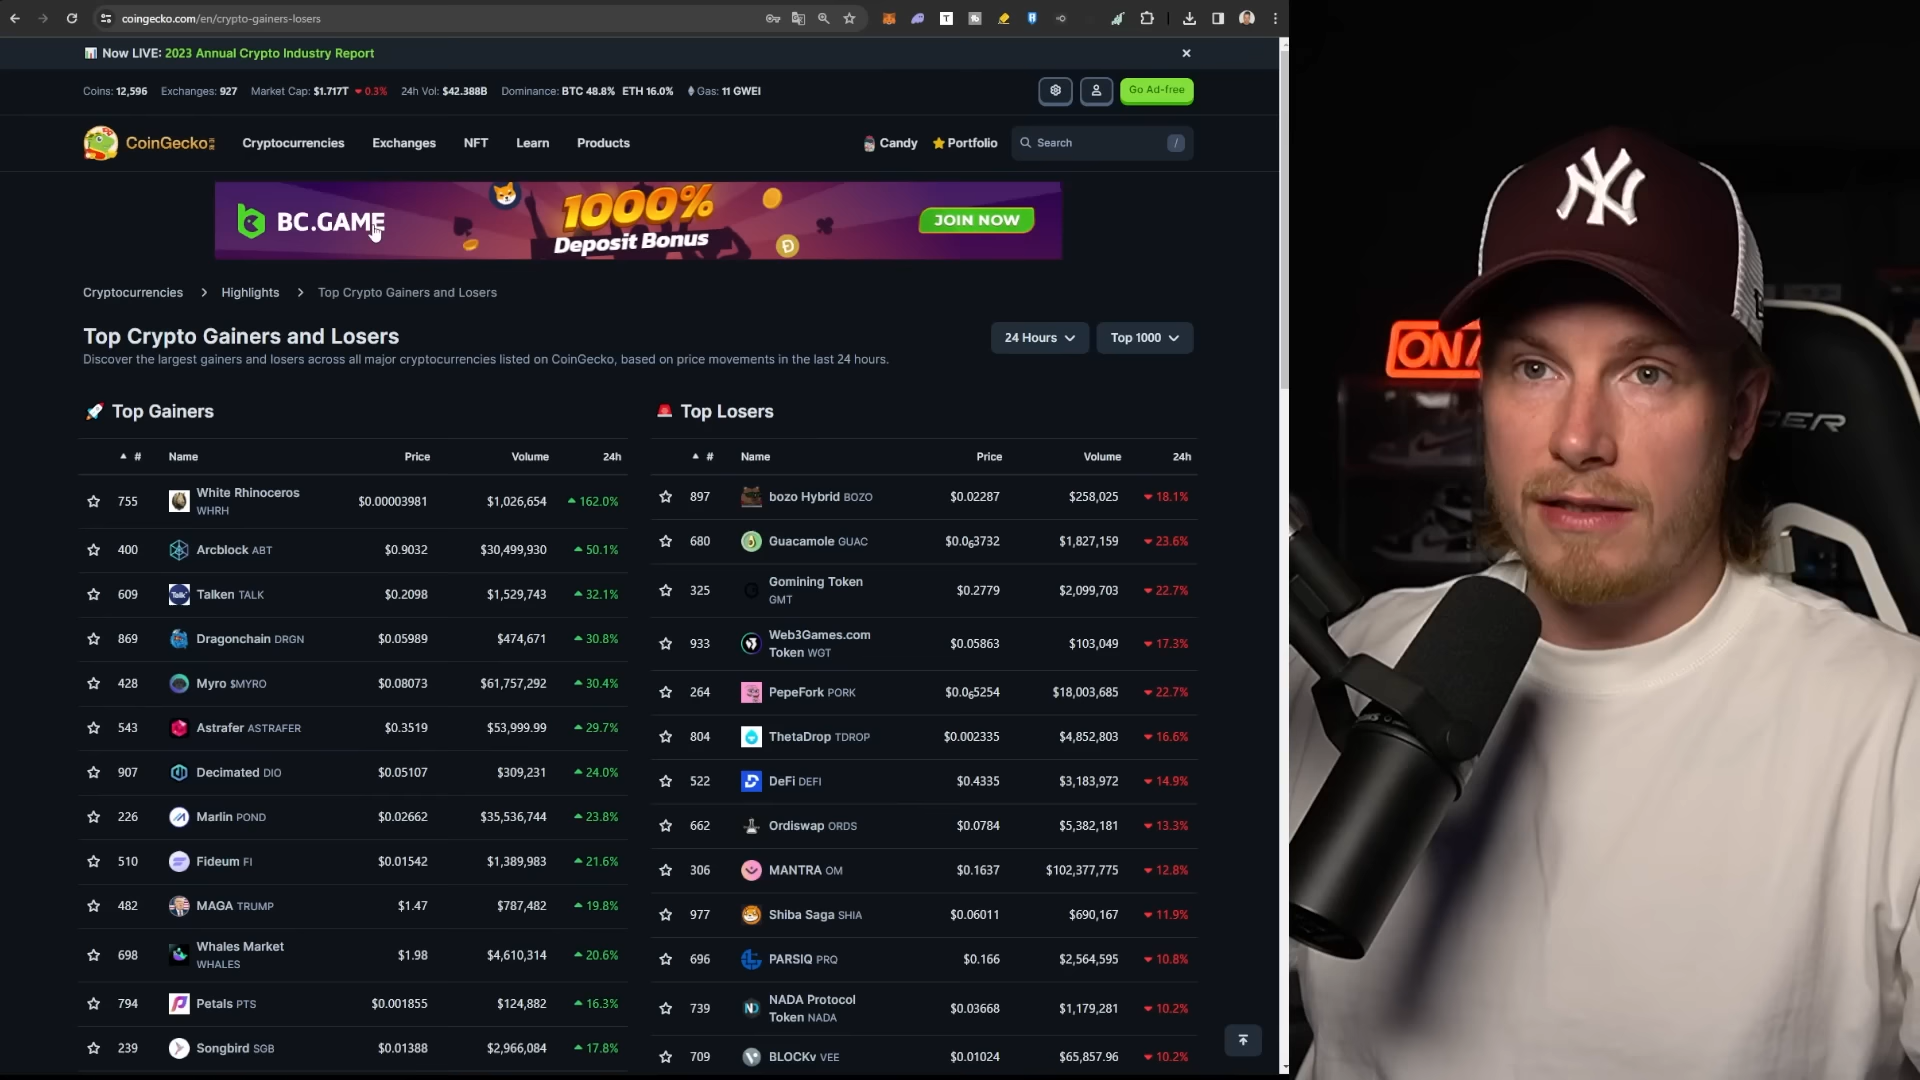 coingecko.com/en/crypto-gainers-losers
Now LIVE: 2023 Annual Crypto Industry Report
Coins: 12,596 Exchanges: 927 Market Cap: $1.717T 0.3% 24h Vol: $42.388B Dominance: BTC 48.8% ETH 16.0% Gas: 11 GWEI
Go Ad-free
CoinGecko Cryptocurrencies Exchanges NFT Learn Products Candy Portfolio Search /
BC.GAME 1000% Deposit Bonus JOIN NOW
Cryptocurrencies > Highlights > Top Crypto Gainers and Losers
Top Crypto Gainers and Losers
24 Hours Top 1000
Discover the largest gainers and losers across all major cryptocurrencies listed on CoinGecko, based on price movements in the last 24 hours.
Top Gainers
# Name Price Volume 24h
755 White Rhinoceros WHRH $0.00003981 $1,026,654 162.0%
400 Arcblock ABT $0.9032 $30,499,930 50.1%
609 Talken TALK $0.2098 $1,529,743 32.1%
869 Dragonchain DRGN $0.05989 $474,671 30.8%
428 Myro $MYRO $0.08073 $61,757,292 30.4%
543 Astrafer ASTRAFER $0.3519 $53,999.99 29.7%
907 Decimated DIO $0.05107 $309,231 24.0%
226 Marlin POND $0.02662 $35,536,744 23.8%
510 Fideum FI $0.01542 $1,389,983 21.6%
482 MAGA TRUMP $1.47 $787,482 19.8%
698 Whales Market WHALES $1.98 $4,610,314 20.6%
794 Petals PTS $0.001855 $124,882 16.3%
239 Songbird SGB $0.01388 $2,966,084 17.8%
Top Losers
# Name Price Volume 24h
897 bozo Hybrid BOZO $0.02287 $258,025 18.1%
680 Guacamole GUAC $0.0₆3732 $1,827,159 23.6%
325 Gomining Token GMT $0.2779 $2,099,703 22.7%
933 Web3Games.com Token WGT $0.05863 $103,049 17.3%
264 PepeFork PORK $0.0₆5254 $18,003,685 22.7%
804 ThetaDrop TDROP $0.002335 $4,852,803 16.6%
522 DeFi DEFI $0.4335 $3,183,972 14.9%
662 Ordiswap ORDS $0.0784 $5,382,181 13.3%
306 MANTRA OM $0.1637 $102,377,775 12.8%
977 Shiba Saga SHIA $0.06011 $690,167 11.9%
696 PARSIQ PRQ $0.166 $2,564,595 10.8%
739 NADA Protocol Token NADA $0.03668 $1,179,281 10.2%
709 BLOCKv VEE $0.01024 $65,857.96 10.2%
NY
ON